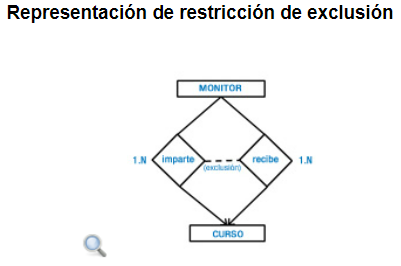 Representación de restricción de exclusión
MONITOR
1.N imparte recibe 1.N
(exclusión)
CURSO